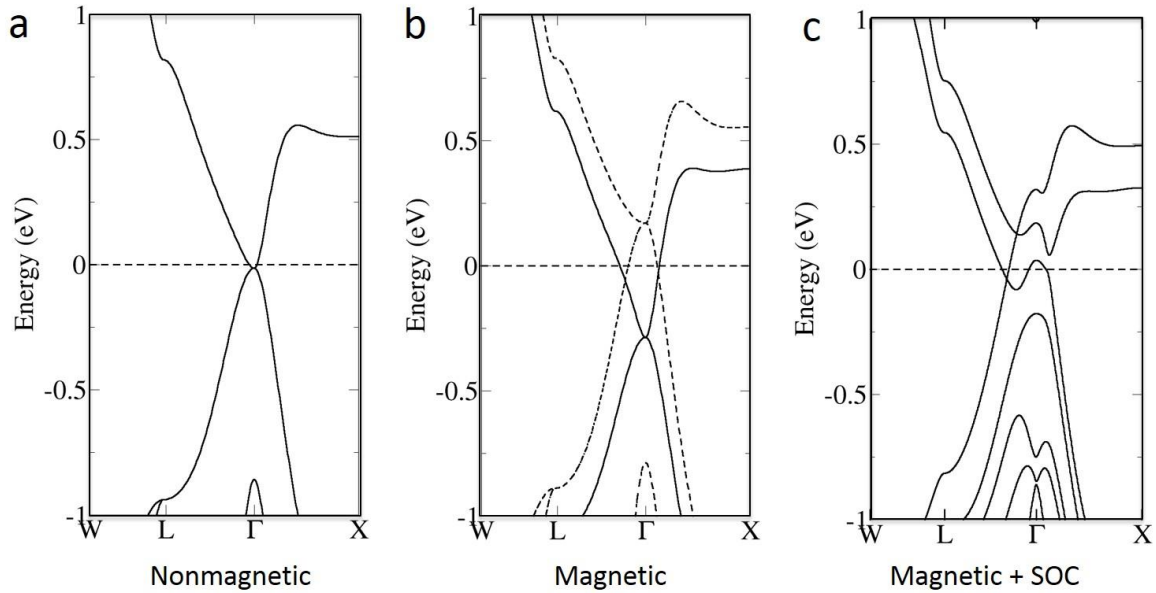 a
Energy (eV)
1
0.5
0
-0.5
-1
W L Γ X
Nonmagnetic
b
Energy (eV)
1
0.5
0
-0.5
-1
W L Γ X
Magnetic
c
Energy (eV)
1
0.5
0
-0.5
-1
W L Γ X
Magnetic + SOC